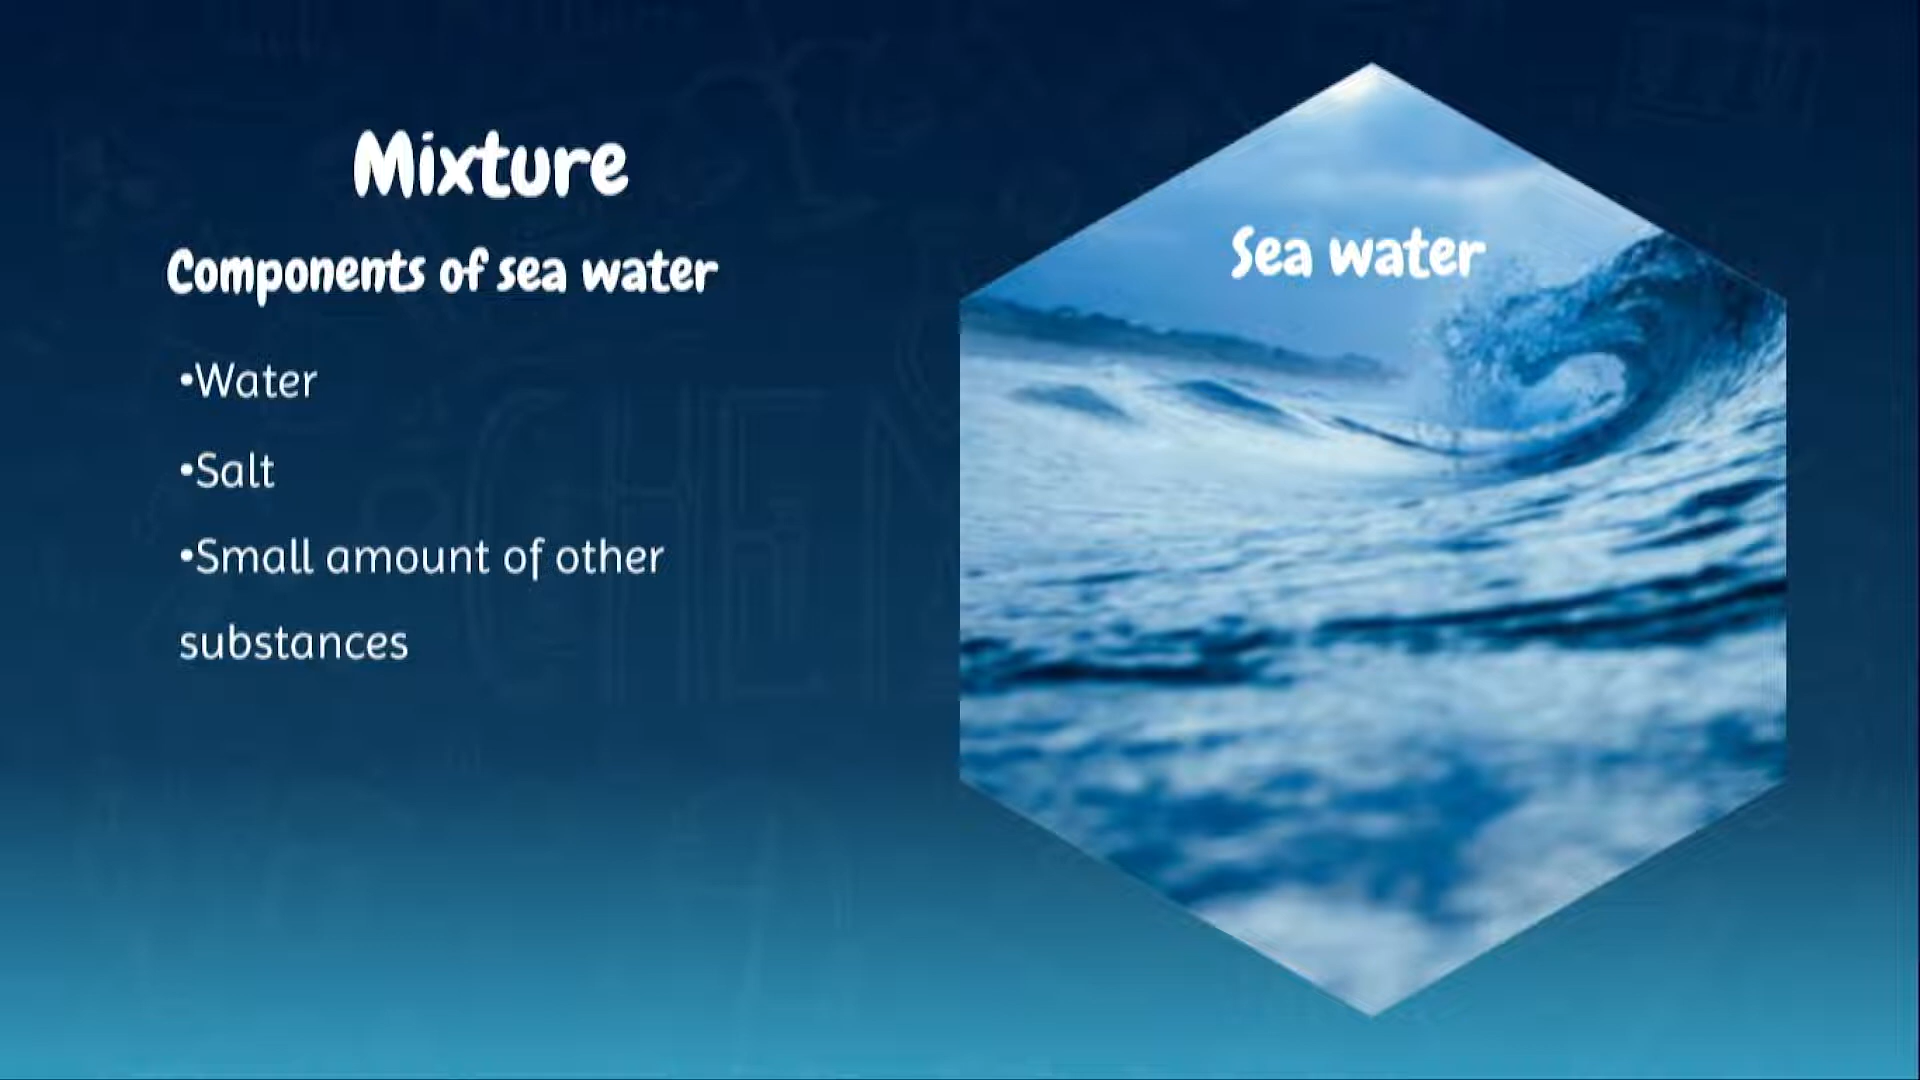 Mixture
Components of sea water
•Water
•Salt
•Small amount of other
substances
Sea water